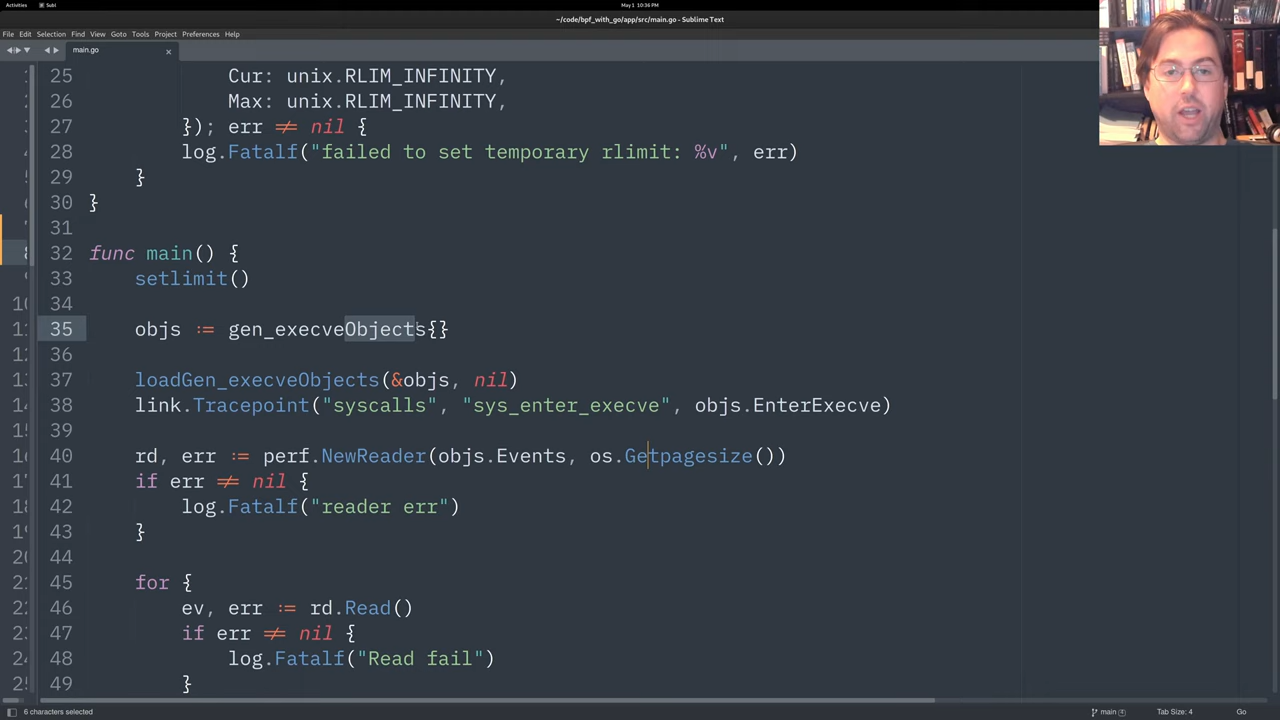 Activities
Subl
May 1 10:36 PM
~/code/bpf_with_go/app/src/main.go - Sublime Text
File Edit Selection Find View Goto Tools Project Preferences Help
main.go
25 Cur: unix.RLIM_INFINITY,
26 Max: unix.RLIM_INFINITY,
27 }); err ≠ nil {
28 log.Fatalf("failed to set temporary rlimit: %v", err)
29 }
30 }
31
32 func main() {
33 setlimit()
34
35 objs := gen_execveObjects{}
36
37 loadGen_execveObjects(&objs, nil)
38 link.Tracepoint("syscalls", "sys_enter_execve", objs.EnterExecve)
39
40 rd, err := perf.NewReader(objs.Events, os.Getpagesize())
41 if err ≠ nil {
42 log.Fatalf("reader err")
43 }
44
45 for {
46 ev, err := rd.Read()
47 if err ≠ nil {
48 log.Fatalf("Read fail")
49 }
6 characters selected
main 4
Tab Size: 4
Go